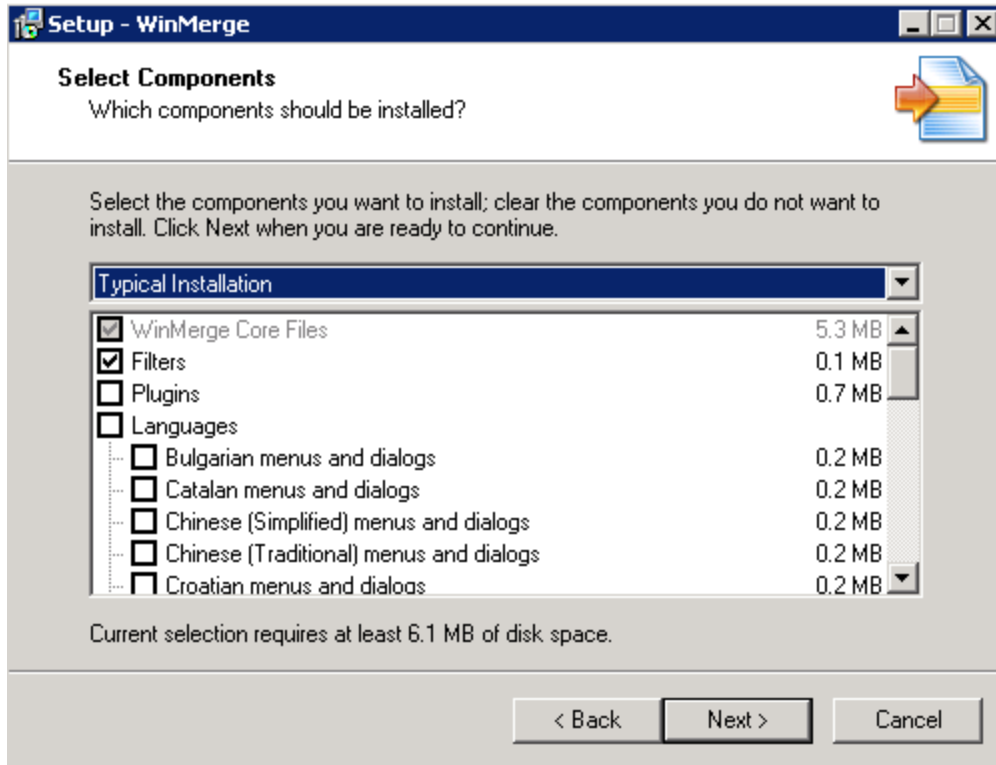 Setup - WinMerge
Select Components
Which components should be installed?
Select the components you want to install; clear the components you do not want to
install. Click Next when you are ready to continue.
Typical Installation
WinMerge Core Files 5.3 MB
Filters 0.1 MB
Plugins 0.7 MB
Languages
Bulgarian menus and dialogs 0.2 MB
Catalan menus and dialogs 0.2 MB
Chinese (Simplified) menus and dialogs 0.2 MB
Chinese (Traditional) menus and dialogs 0.2 MB
Croatian menus and dialogs 0.2 MB
Current selection requires at least 6.1 MB of disk space.
< Back Next > Cancel